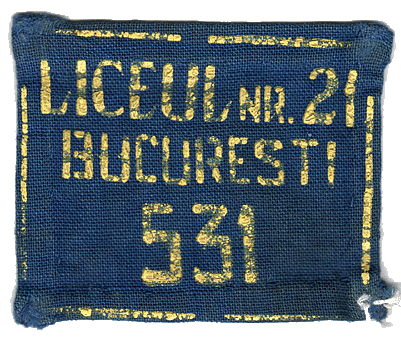 LICEUL NR. 21
BUCURESTI
531